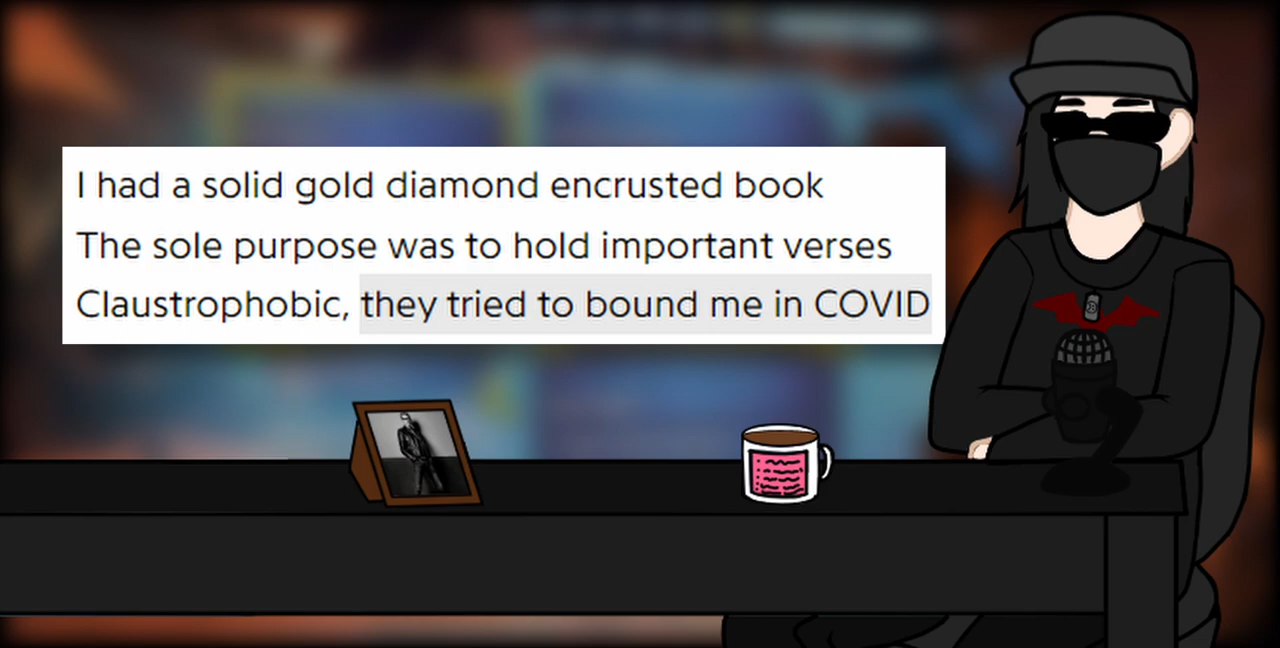 I had a solid gold diamond encrusted book
The sole purpose was to hold important verses
Claustrophobic, they tried to bound me in COVID